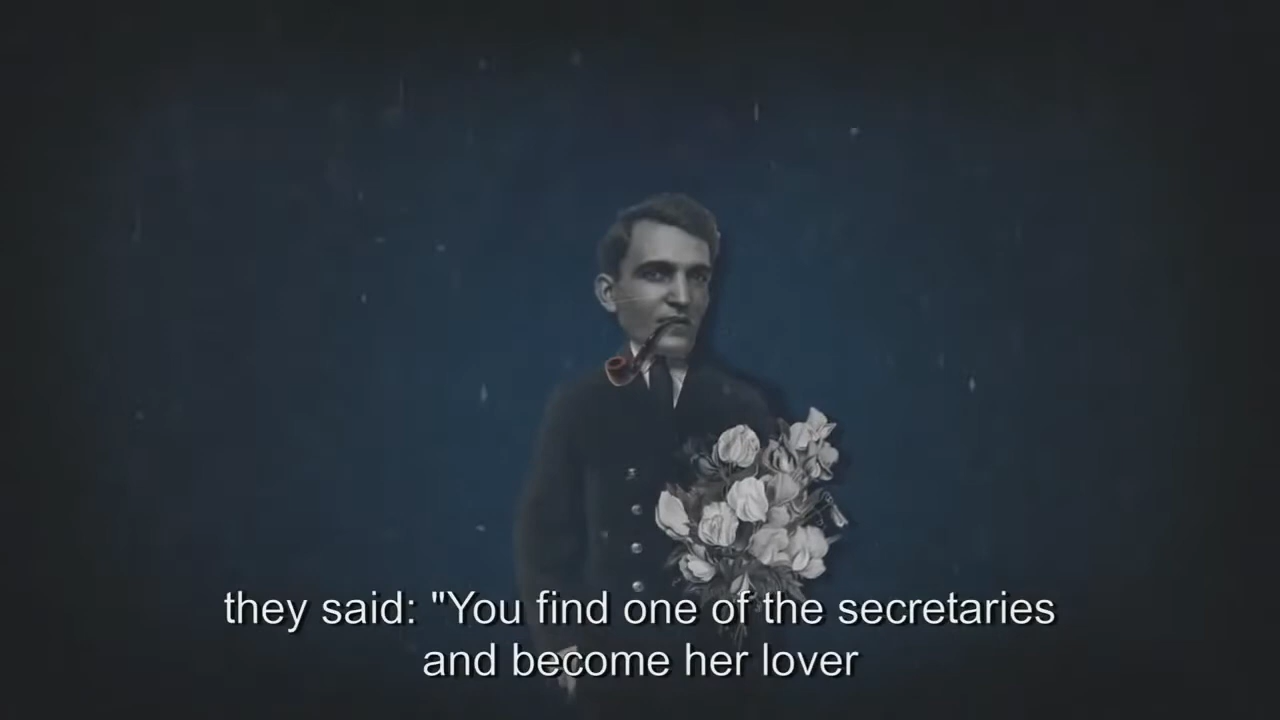 they said: "You find one of the secretaries
and become her lover